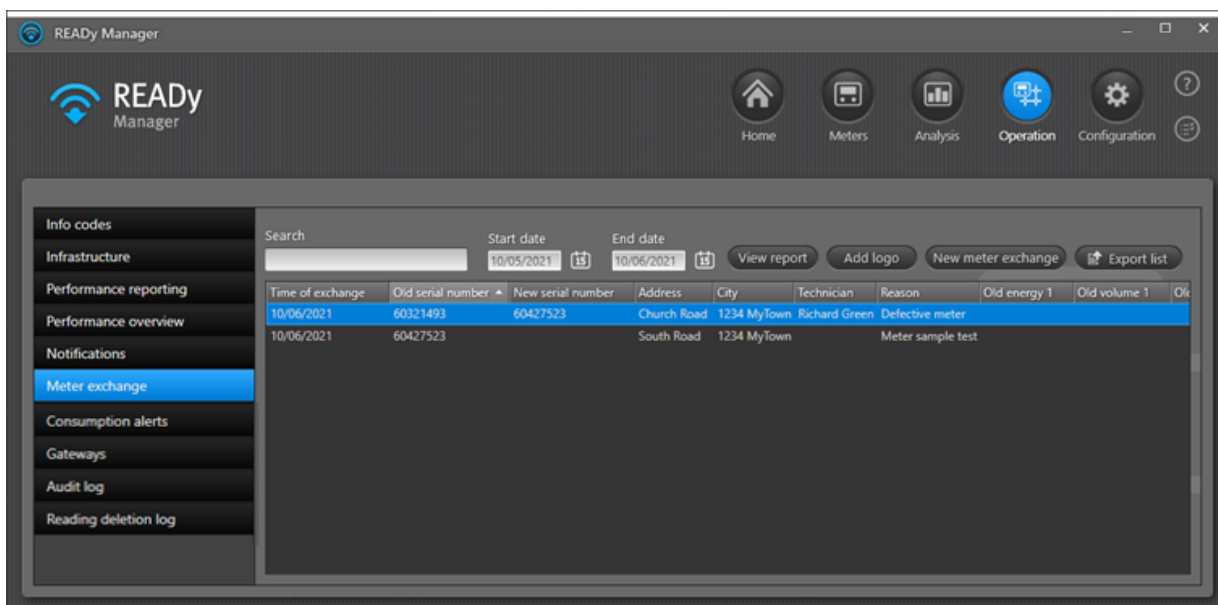 READy Manager
READy
Manager
Home Meters Analysis Operation Configuration
Info codes
Infrastructure
Performance reporting
Performance overview
Notifications
Meter exchange
Consumption alerts
Gateways
Audit log
Reading deletion log
Search Start date End date
10/05/2021 15 10/06/2021 15 View report Add logo New meter exchange Export list
Time of exchange Old serial number New serial number Address City Technician Reason Old energy 1 Old volume 1 Ol
10/06/2021 60321493 60427523 Church Road 1234 MyTown Richard Green Defective meter
10/06/2021 60427523 South Road 1234 MyTown Meter sample test